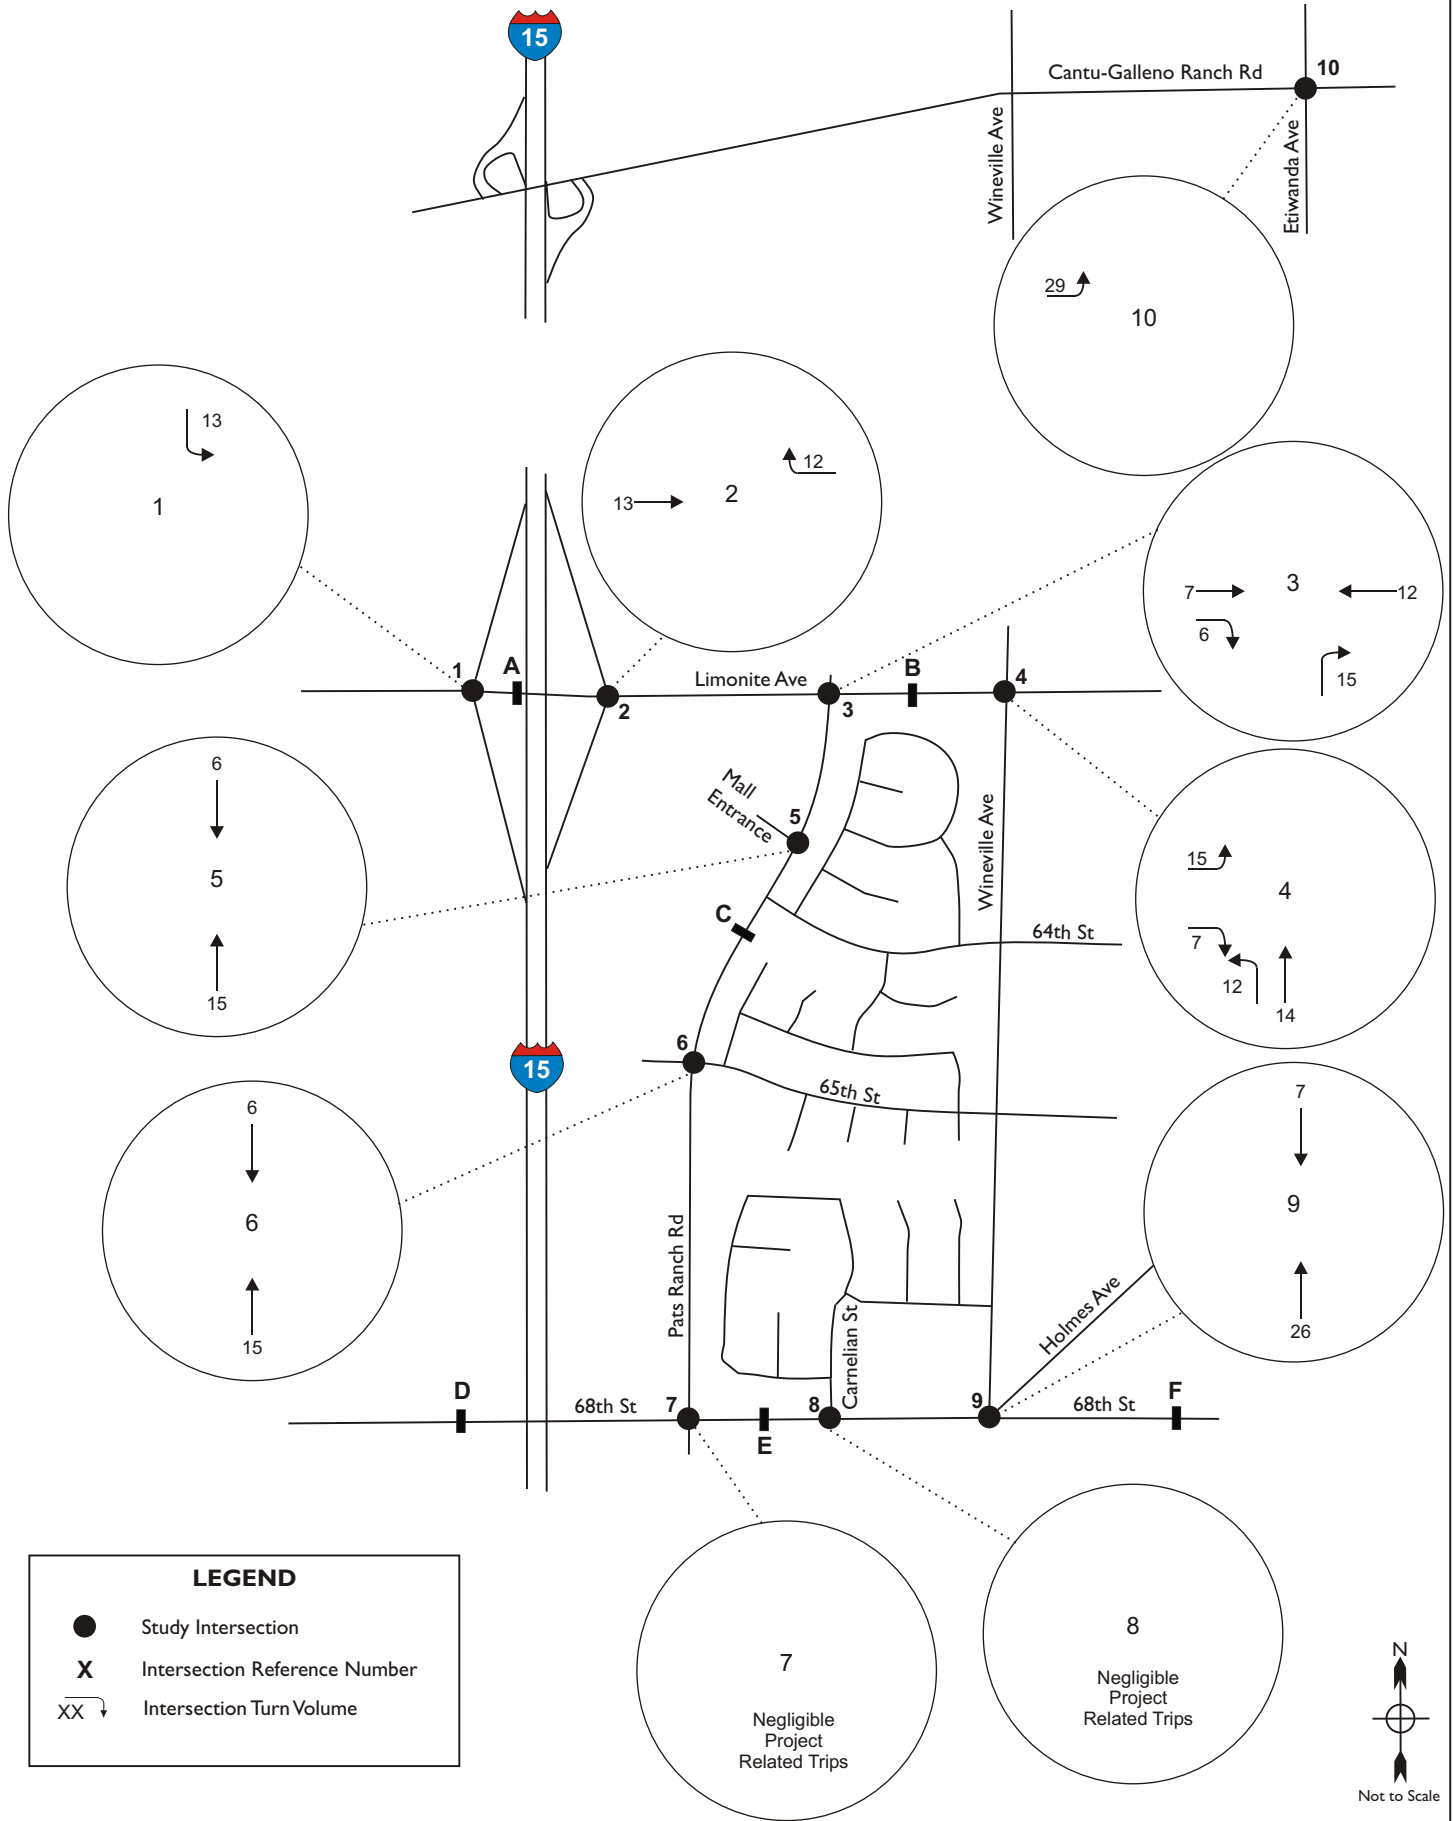 15
Cantu-Galleno Ranch Rd
10
Wineville Ave
Etiwanda Ave
29
10
13
1
12
13
2
7
3
12
6
15
1
A
2
Limonite Ave
3
B
4
Mall
Entrance
5
Wineville Ave
6
5
15
15
4
7
12
14
C
64th St
6
15
65th St
6
6
15
7
9
26
Pats Ranch Rd
Carnelian St
Holmes Ave
D
68th St
7
E
8
9
68th St
F
7
Negligible
Project
Related Trips
8
Negligible
Project
Related Trips
LEGEND
Study Intersection
X Intersection Reference Number
XX Intersection Turn Volume
N
Not to Scale